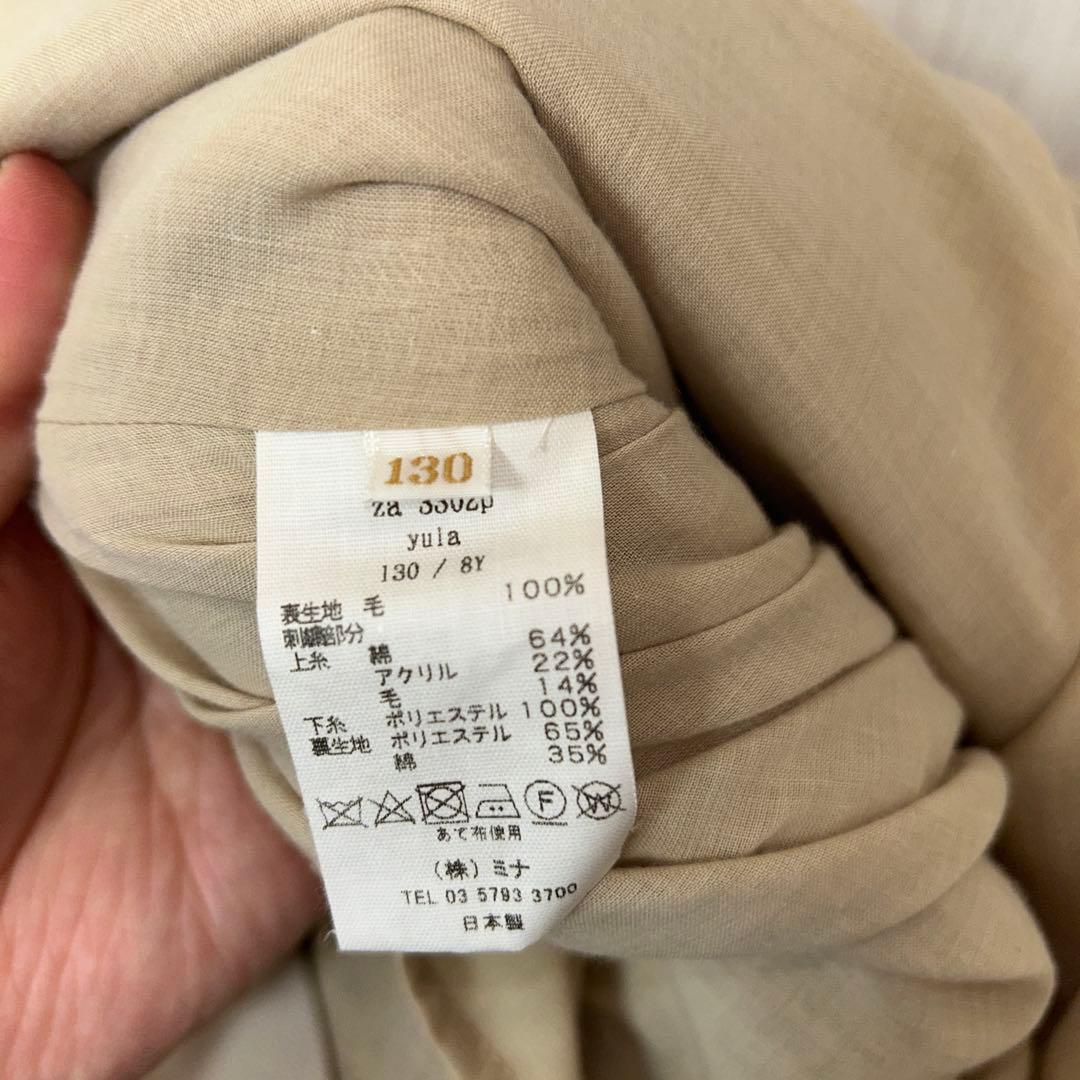 130
za 3302p
yula
130 / 8Y
表生地 毛 100%
刺繍部分
上糸 綿 64%
アクリル 22%
毛 14%
下糸 ポリエステル 100%
裏生地 ポリエステル 65%
綿 35%
F W
あて布使用
(株)ミナ
TEL 03 5793 3700
日本製